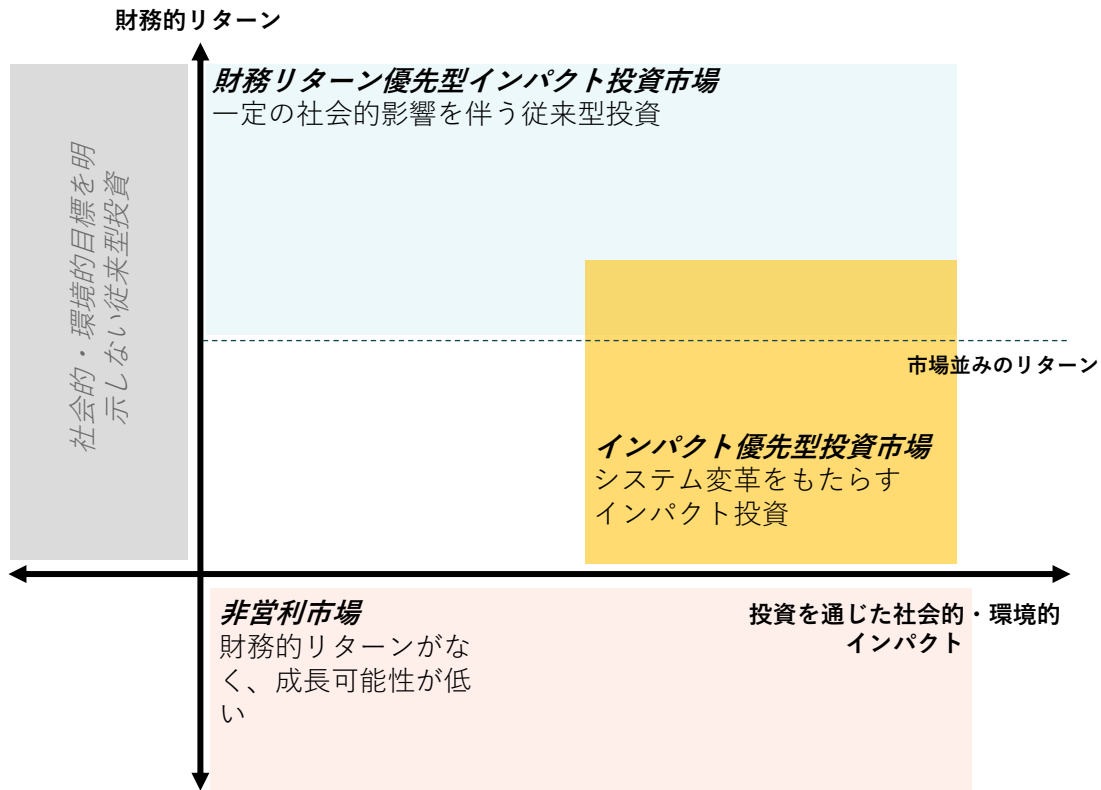 財務的リターン
財務リターン優先型インパクト投資市場
一定の社会的影響を伴う従来型投資
社会的・環境的目標を明
示しない従来型投資
市場並みのリターン
インパクト優先型投資市場
システム変革をもたらす
インパクト投資
非営利市場
財務的リターンがな
く、成長可能性が低
い
投資を通じた社会的・環境的
インパクト